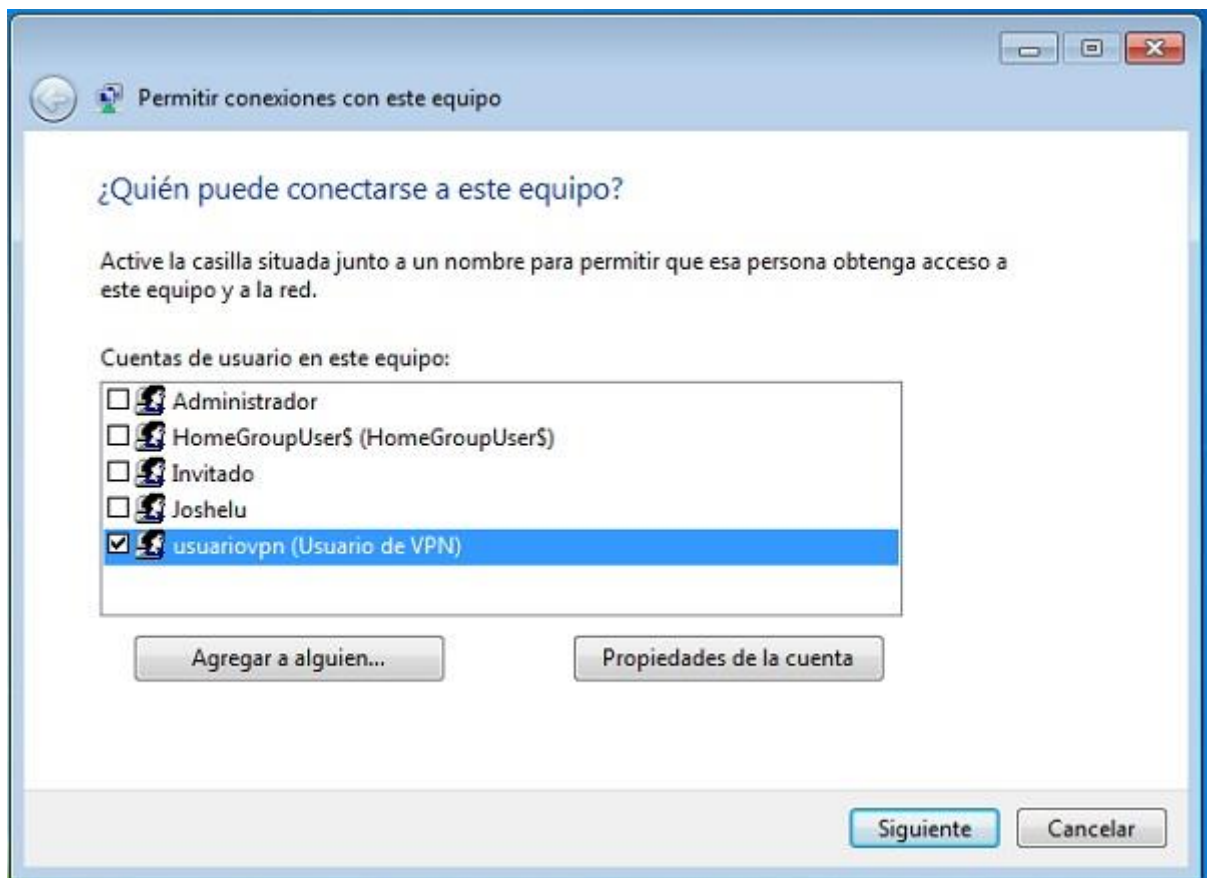 Permitir conexiones con este equipo
¿Quién puede conectarse a este equipo?
Active la casilla situada junto a un nombre para permitir que esa persona obtenga acceso a
este equipo y a la red.
Cuentas de usuario en este equipo:
Administrador
HomeGroupUser$ (HomeGroupUser$)
Invitado
Joshelu
usuariovpn (Usuario de VPN)
Agregar a alguien...
Propiedades de la cuenta
Siguiente
Cancelar